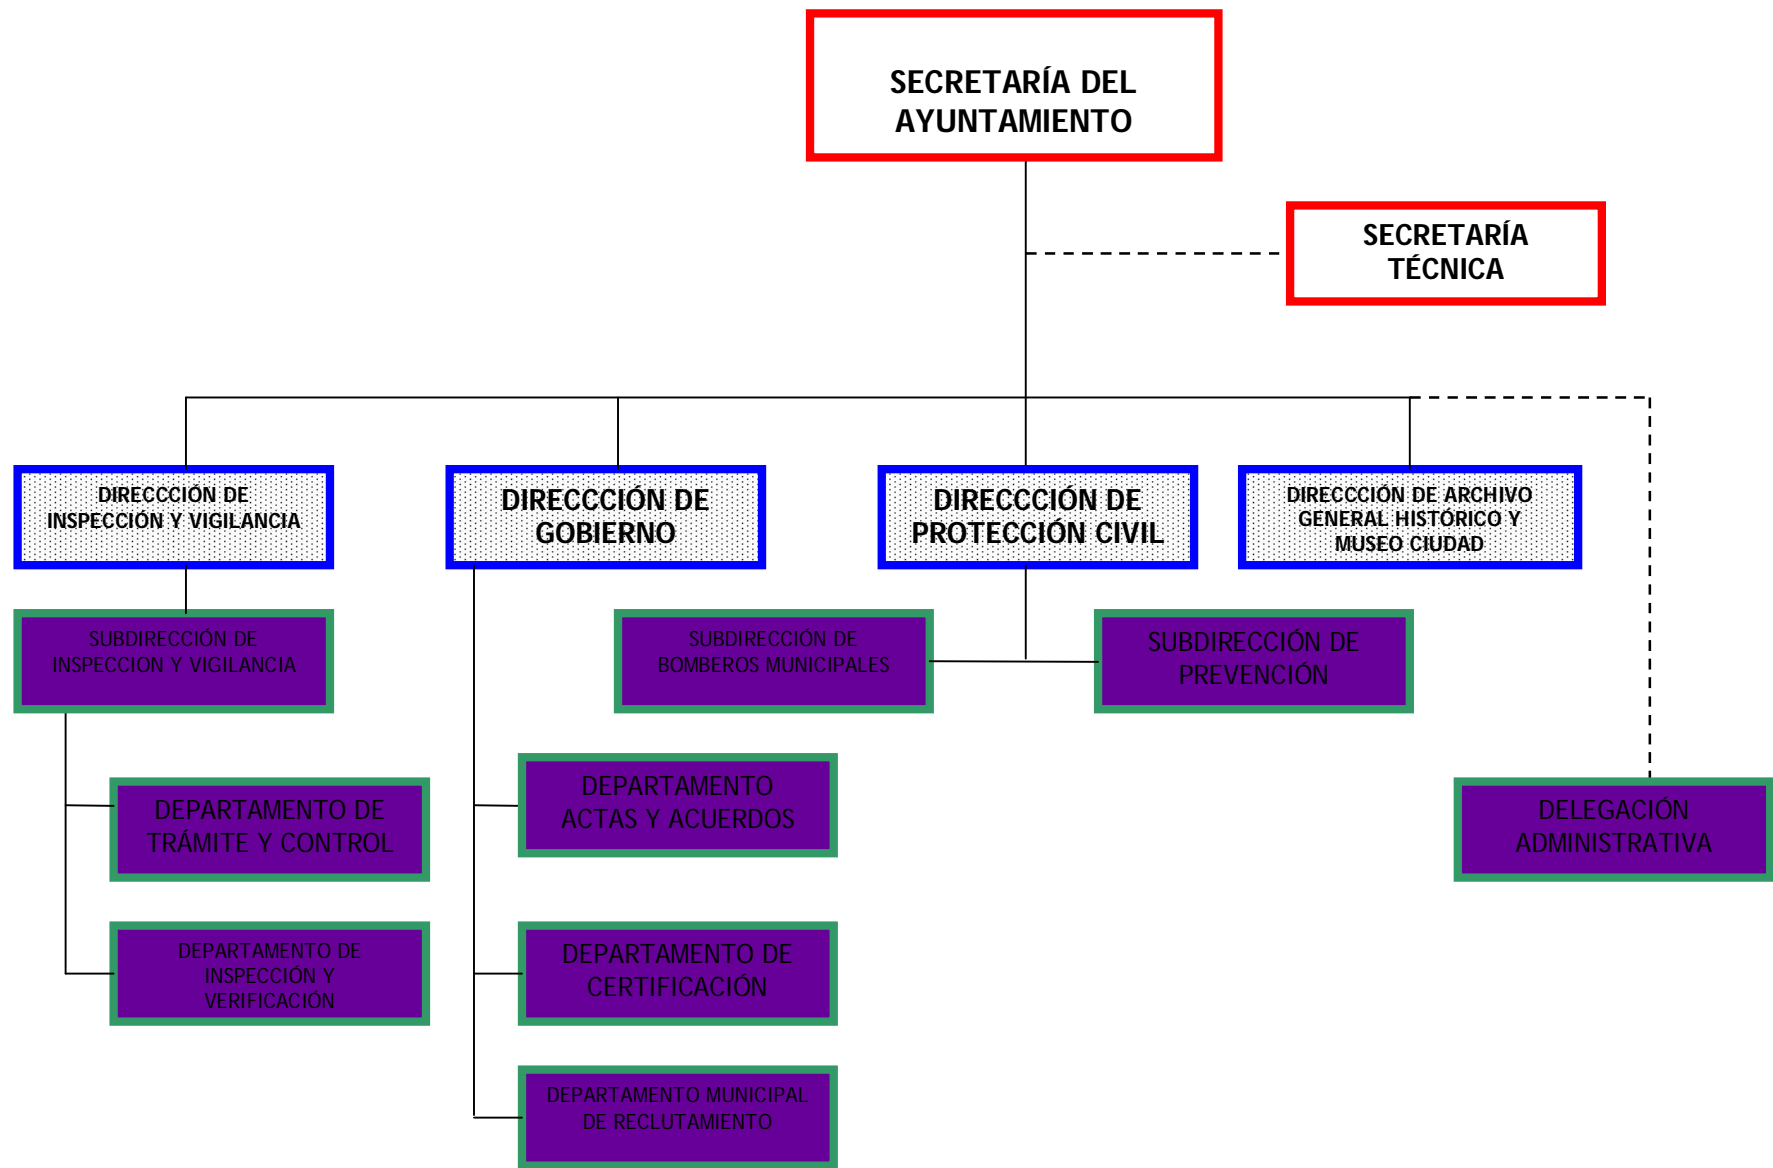 SECRETARÍA DEL
AYUNTAMIENTO
SECRETARÍA
TÉCNICA
DIRECCCIÓN DE
INSPECCIÓN Y VIGILANCIA
DIRECCCIÓN DE
GOBIERNO
DIRECCCIÓN DE
PROTECCIÓN CIVIL
DIRECCCIÓN DE ARCHIVO
GENERAL HISTÓRICO Y
MUSEO CIUDAD
SUBDIRECCIÓN DE
INSPECCION Y VIGILANCIA
SUBDIRECCIÓN DE
BOMBEROS MUNICIPALES
SUBDIRECCIÓN DE
PREVENCIÓN
DEPARTAMENTO DE
TRÁMITE Y CONTROL
DEPARTAMENTO
ACTAS Y ACUERDOS
DELEGACIÓN
ADMINISTRATIVA
DEPARTAMENTO DE
INSPECCIÓN Y
VERIFICACIÓN
DEPARTAMENTO DE
CERTIFICACIÓN
DEPARTAMENTO MUNICIPAL
DE RECLUTAMIENTO